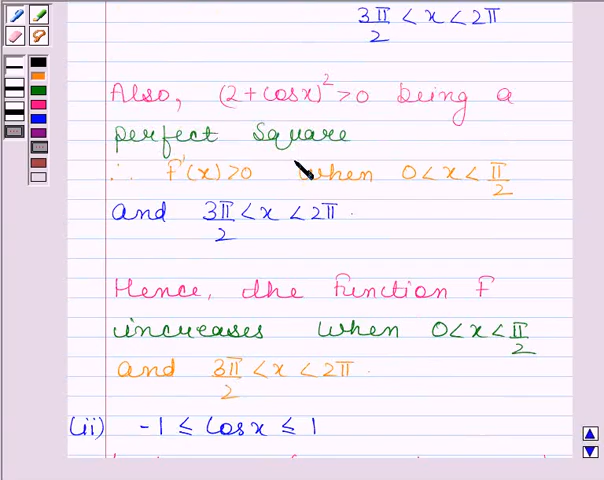 3π/2 < x < 2π
Also, (2+cosx)² > 0 being a
perfect Square
∴ F'(x) > 0 when 0 < x < π/2
and 3π/2 < x < 2π.
Hence, the function F
increases when 0 < x < π/2
and 3π/2 < x < 2π.
(ii) -1 ≤ cosx ≤ 1